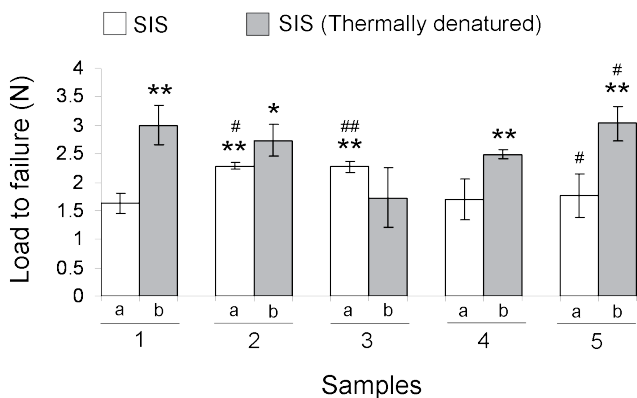 SIS SIS (Thermally denatured)
Load to failure (N)
4
3.5
3
2.5
2
1.5
1
0.5
0
** # ** * ## ** ** # # **
a b a b a b a b a b
1 2 3 4 5
Samples